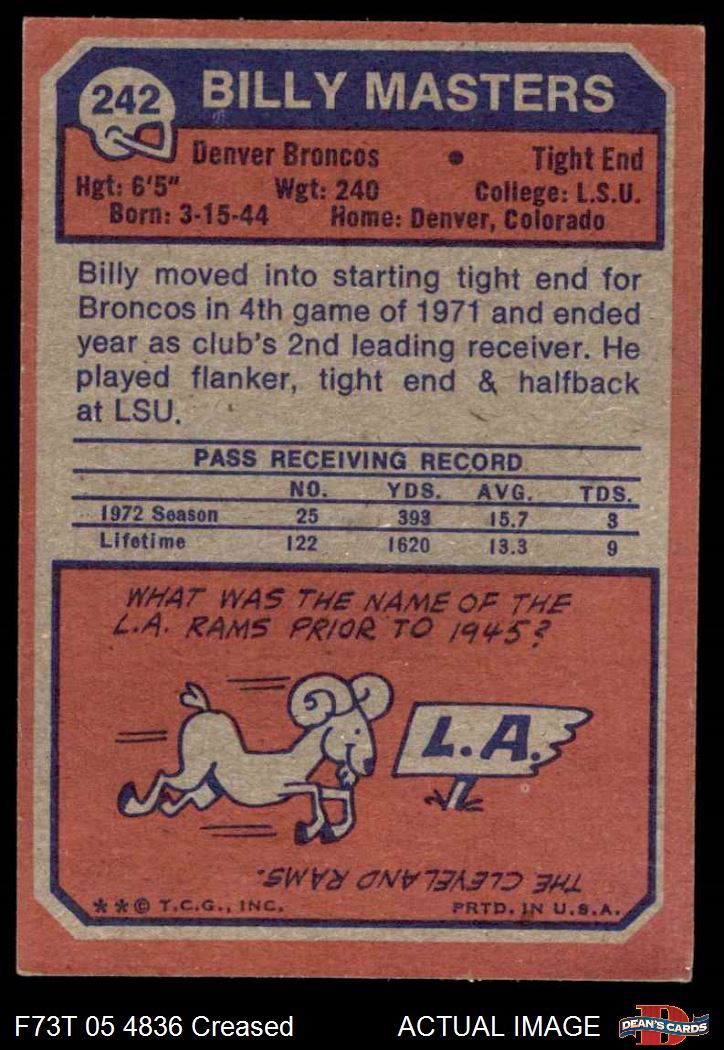 242
BILLY MASTERS
Denver Broncos • Tight End
Hgt: 6'5" Wgt: 240 College: L.S.U.
Born: 3-15-44 Home: Denver, Colorado
Billy moved into starting tight end for
Broncos in 4th game of 1971 and ended
year as club's 2nd leading receiver. He
played flanker, tight end & halfback
at LSU.
PASS RECEIVING RECORD
NO. YDS. AVG. TDS.
1972 Season 25 393 15.7 3
Lifetime 122 1620 13.3 9
WHAT WAS THE NAME OF THE
L.A. RAMS PRIOR TO 1945?
L.A.
THE CLEVELAND RAMS.
**© T.C.G., INC. PRTD. IN U.S.A.
F73T 05 4836 Creased ACTUAL IMAGE
D
DEAN'S CARDS